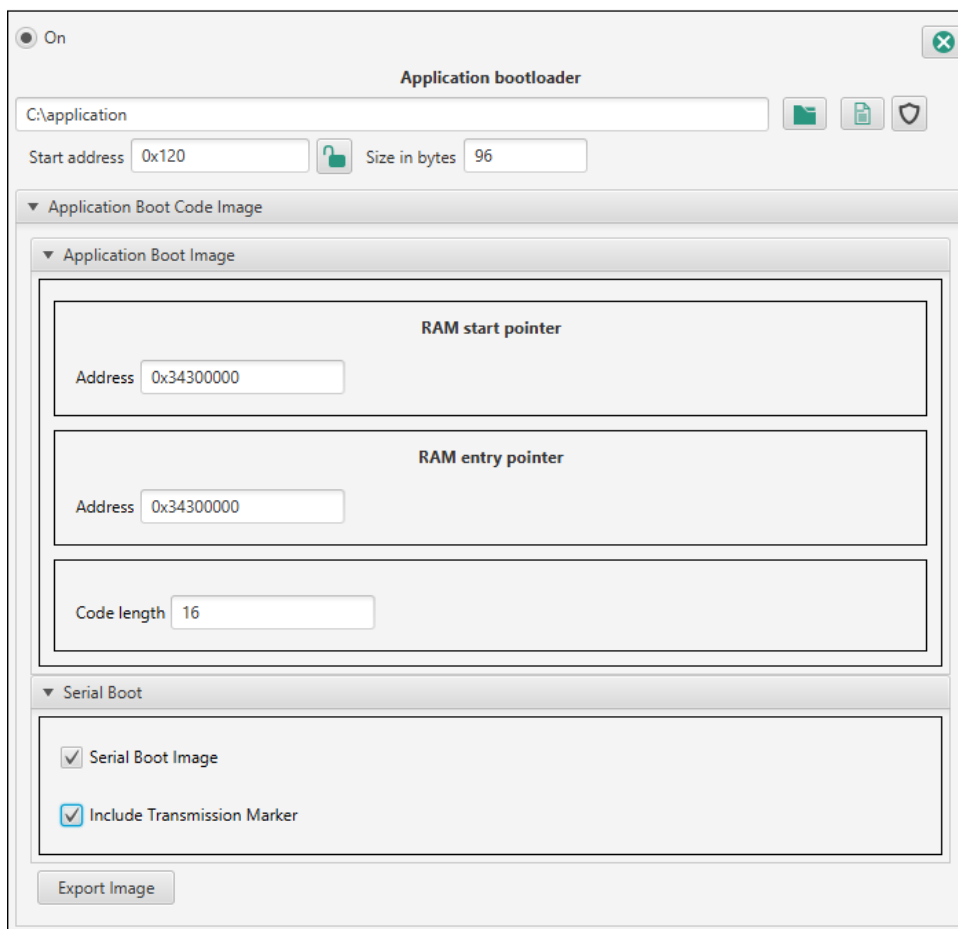 On
Application bootloader
C:\application
Start address 0x120 Size in bytes 96
Application Boot Code Image
Application Boot Image
RAM start pointer
Address 0x34300000
RAM entry pointer
Address 0x34300000
Code length 16
Serial Boot
Serial Boot Image
Include Transmission Marker
Export Image